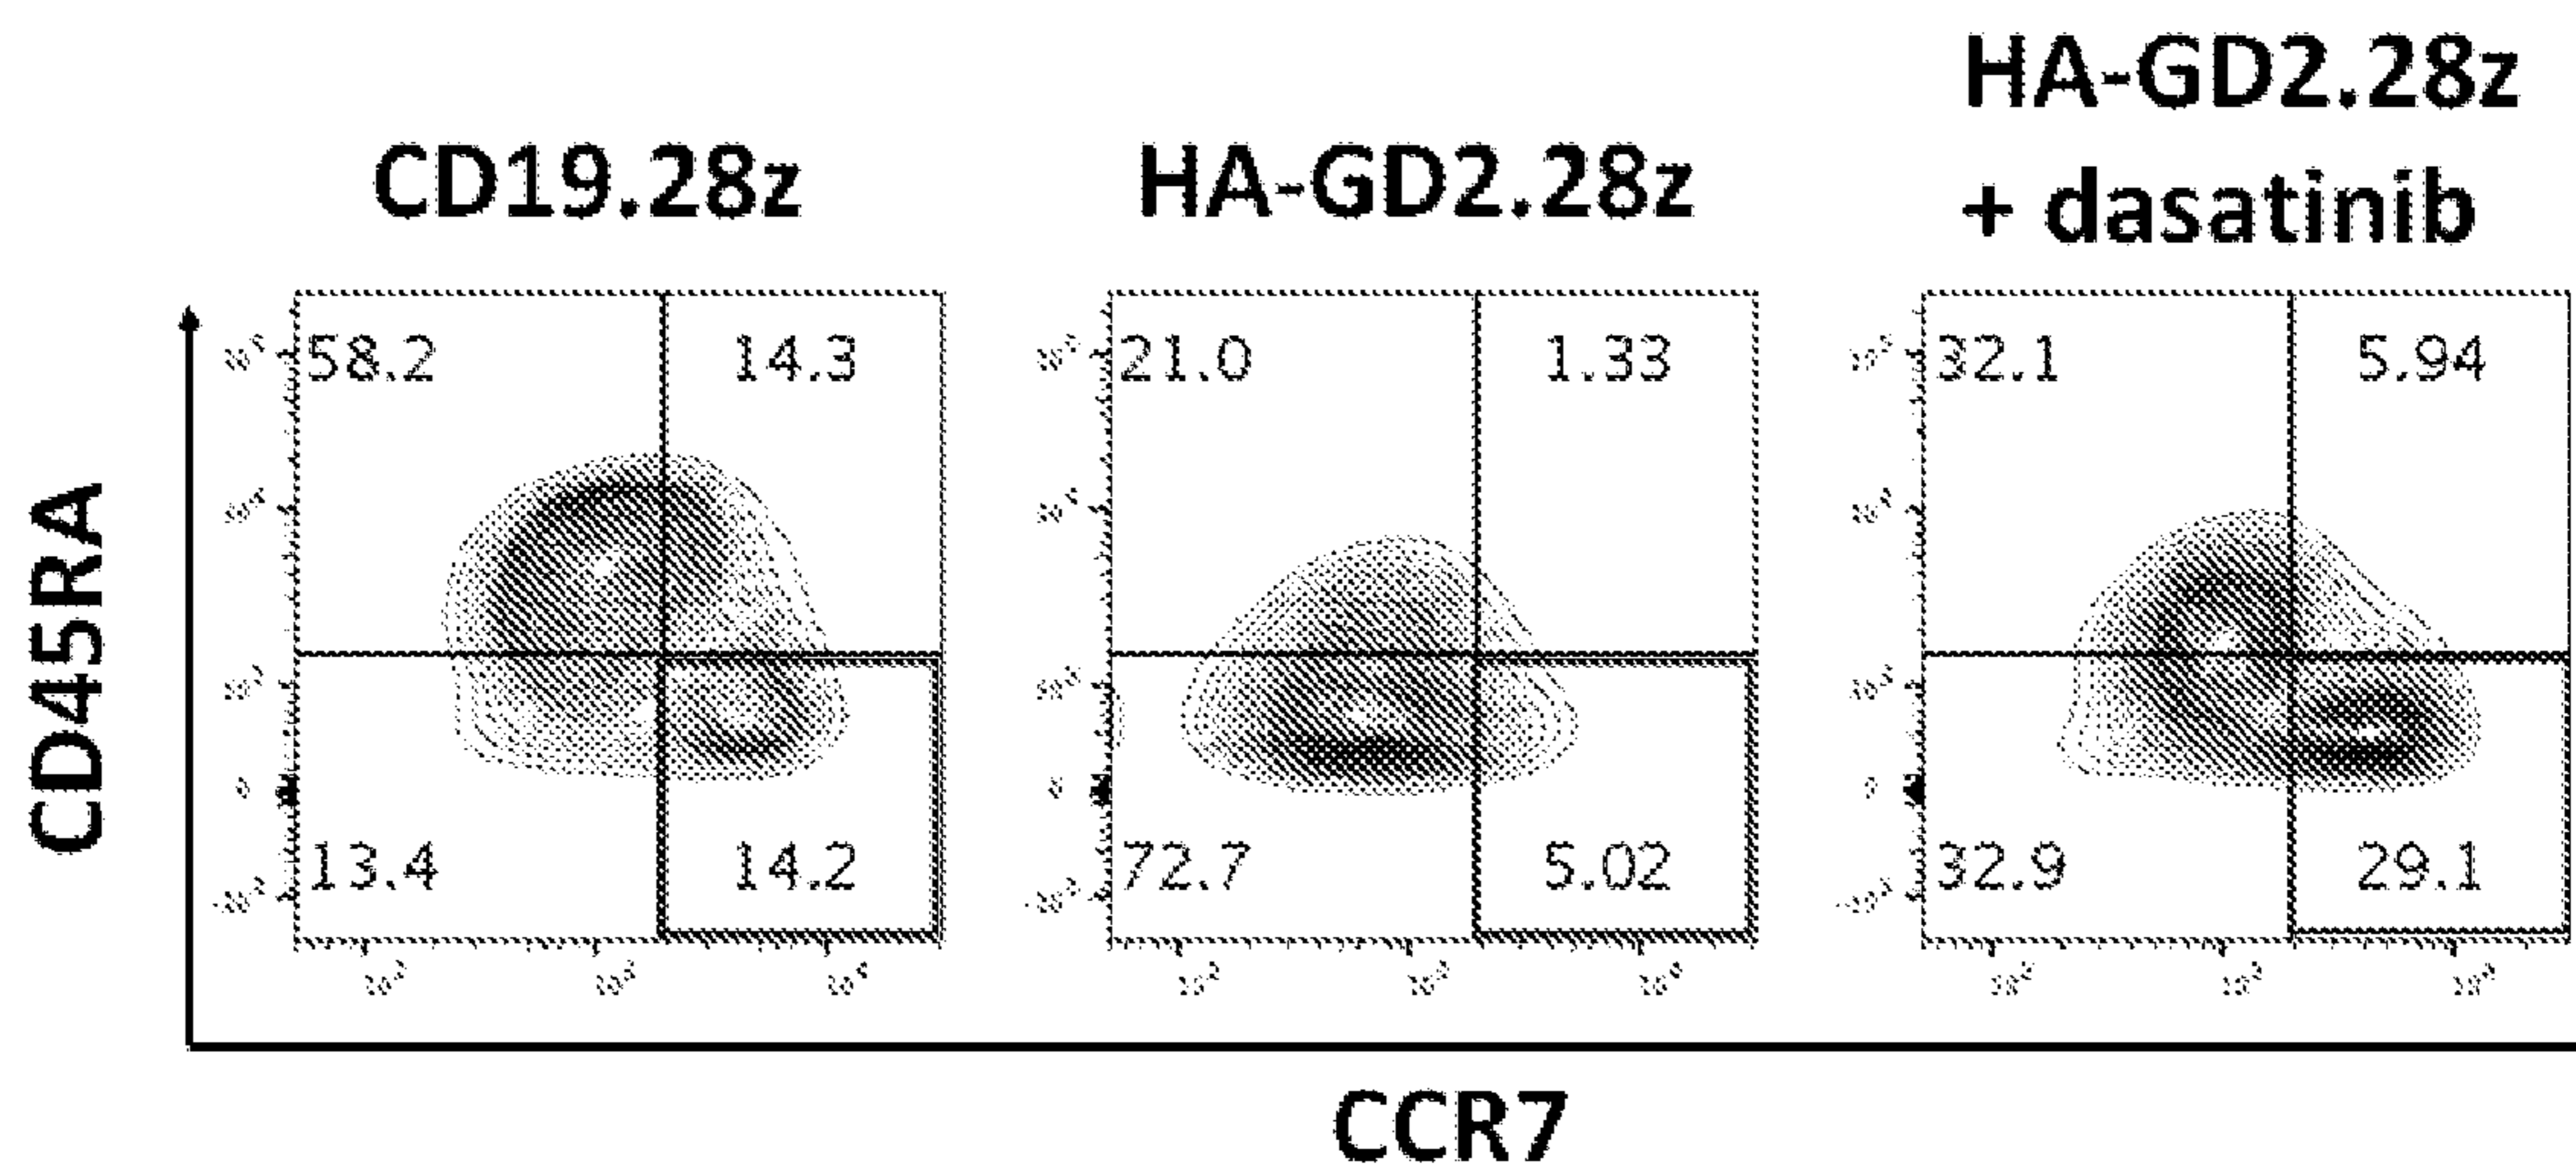 CD19.28z
HA-GD2.28z
HA-GD2.28z
+ dasatinib
CD45RA
58.2
14.3
13.4
14.2
21.0
1.33
72.7
5.02
32.1
5.94
32.9
29.1
CCR7